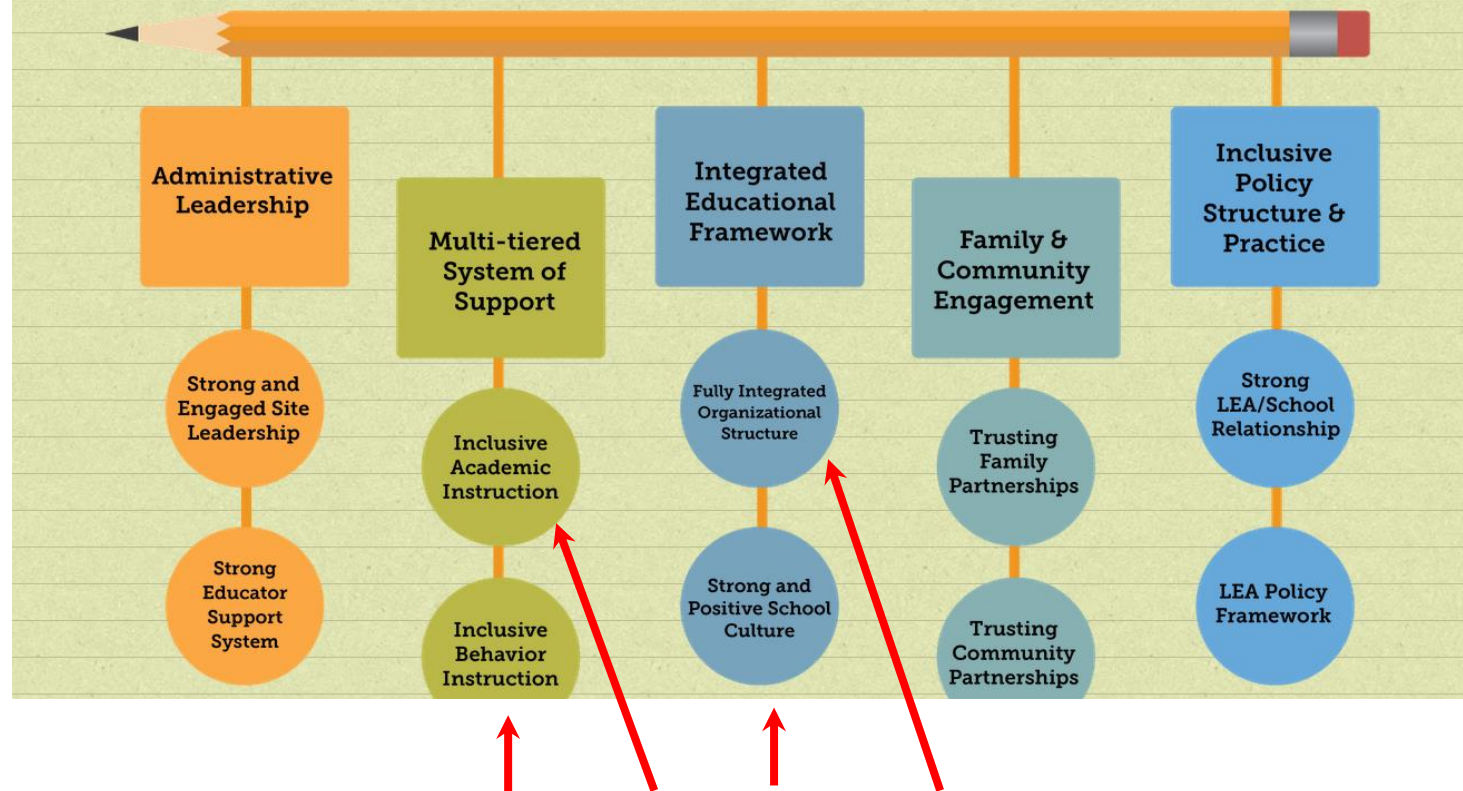 Administrative
Leadership
Strong and
Engaged Site
Leadership
Strong
Educator
Support
System
Multi-tiered
System of
Support
Inclusive
Academic
Instruction
Inclusive
Behavior
Instruction
Integrated
Educational
Framework
Fully Integrated
Organizational
Structure
Strong and
Positive School
Culture
Family &
Community
Engagement
Trusting
Family
Partnerships
Trusting
Community
Partnerships
Inclusive
Policy
Structure &
Practice
Strong
LEA/School
Relationship
LEA Policy
Framework